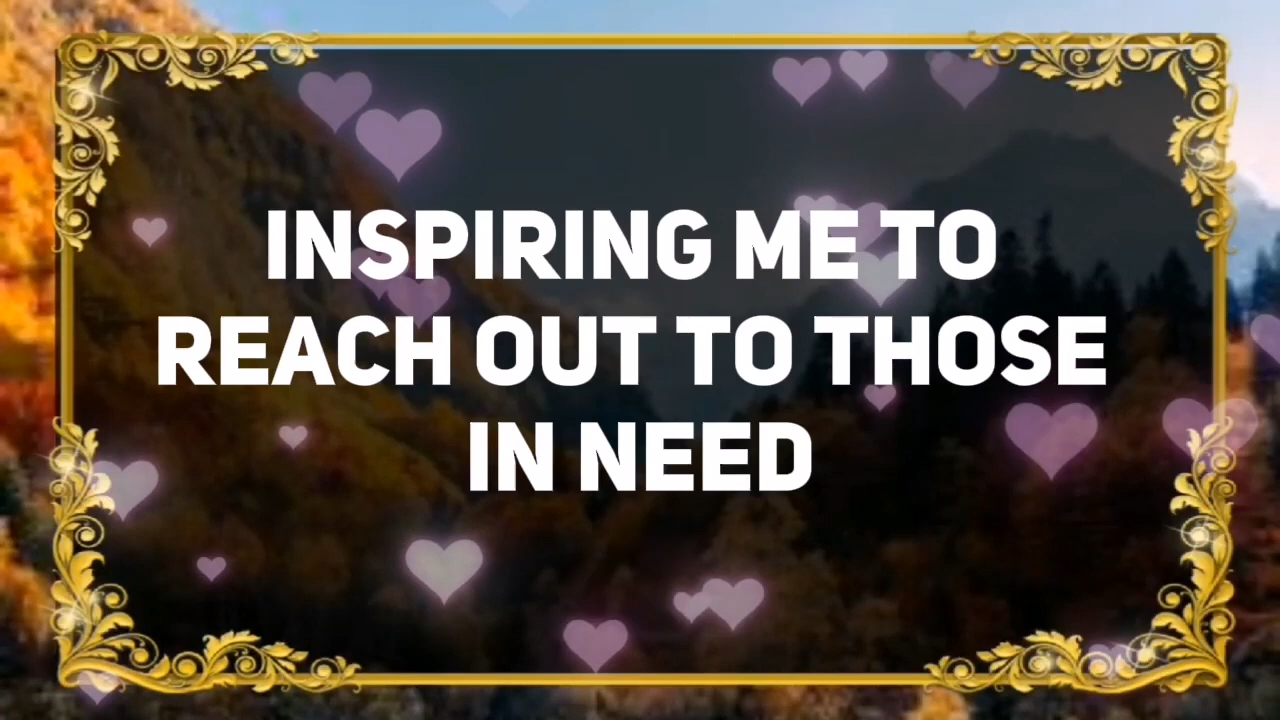 INSPIRING ME TO
REACH OUT TO THOSE
IN NEED